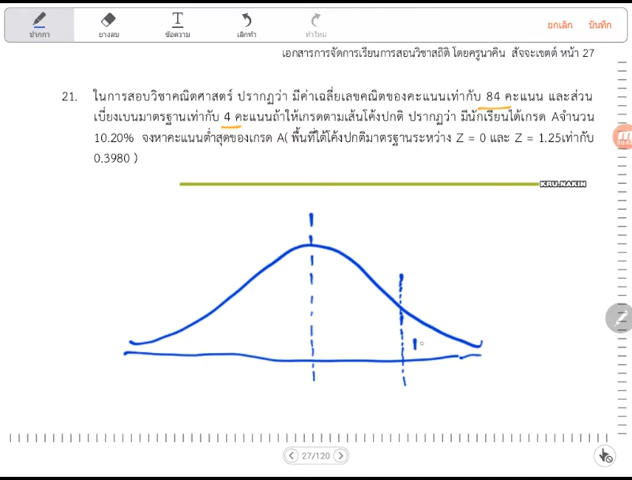 ยกเลิก บันทึก
ปากกา ยางลบ ข้อความ เลิกทำ ทำใหม่
เอกสารการจัดการเรียนการสอนวิชาสถิติ โดยครูนาคิน สัจจะเขตต์ หน้า 27
21. ในการสอบวิชาคณิตศาสตร์ ปรากฏว่า มีค่าเฉลี่ยเลขคณิตของคะแนนเท่ากับ 84 คะแนน และส่วน
เบี่ยงเบนมาตรฐานเท่ากับ 4 คะแนนถ้าให้เกรดตามเส้นโค้งปกติ ปรากฏว่า มีนักเรียนได้เกรด Aจำนวน
10.20% จงหาคะแนนต่ำสุดของเกรด A( พื้นที่ใต้โค้งปกติมาตรฐานระหว่าง Z = 0 และ Z = 1.25เท่ากับ
0.3980 )
KRU.NAKIN
27/120